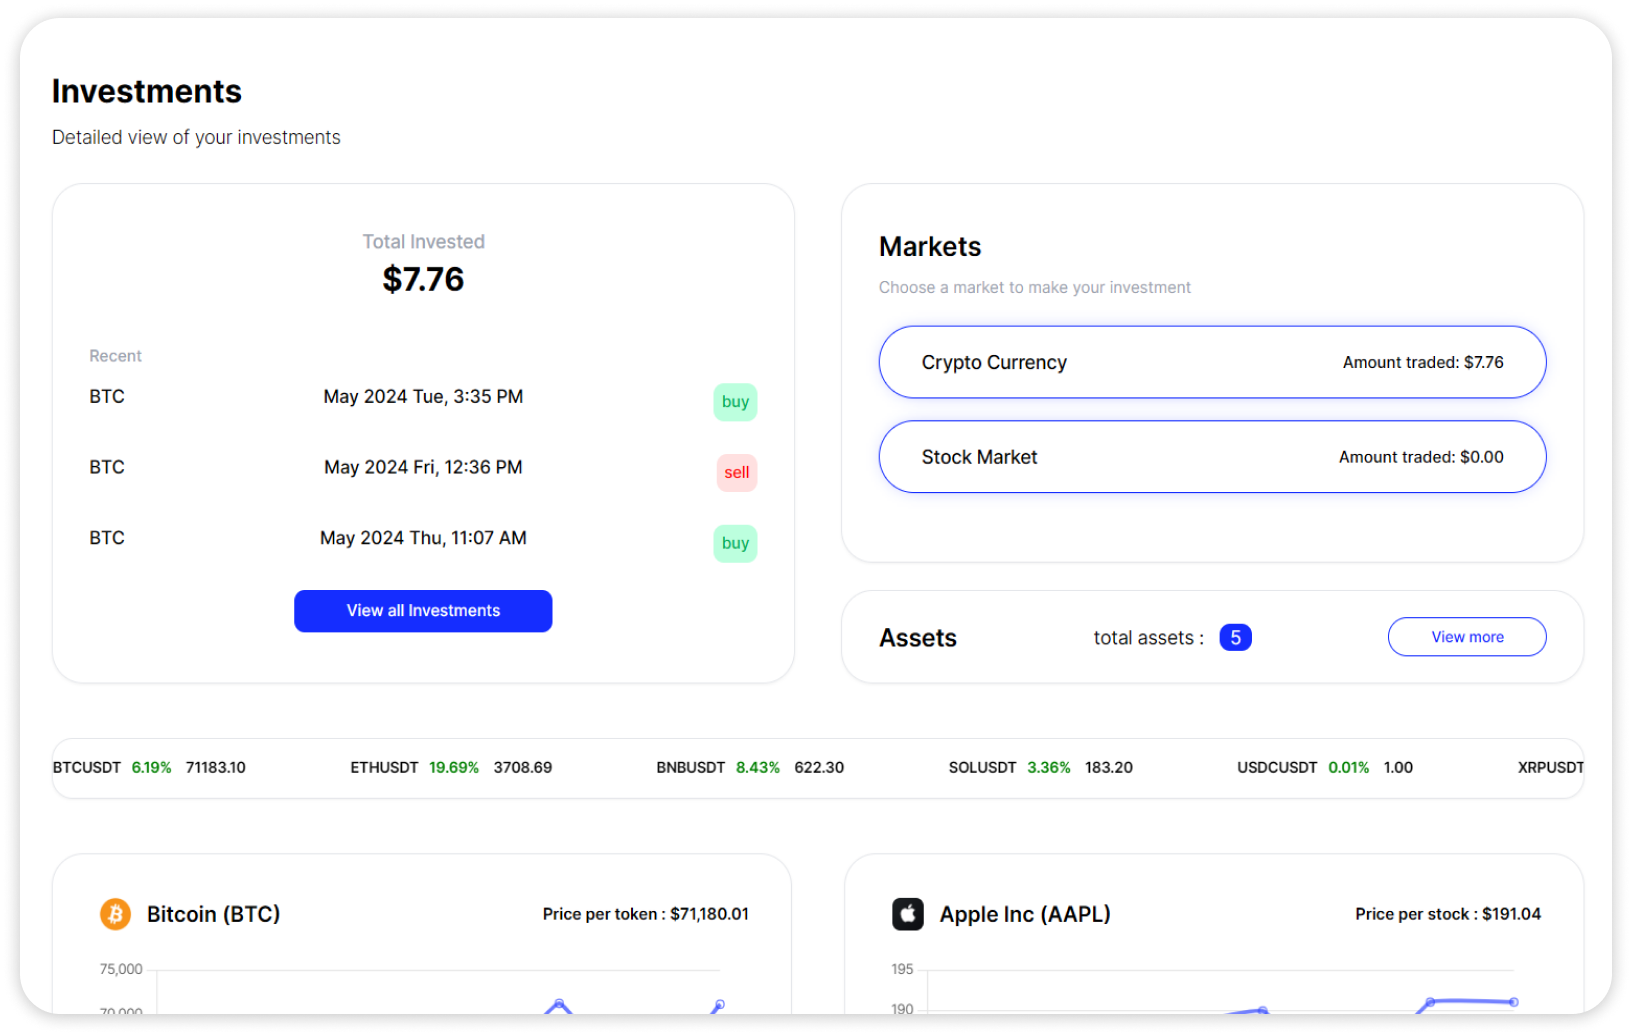 Investments
Detailed view of your investments
Total Invested
$7.76
Recent
BTC May 2024 Tue, 3:35 PM buy
BTC May 2024 Fri, 12:36 PM sell
BTC May 2024 Thu, 11:07 AM buy
View all Investments
Markets
Choose a market to make your investment
Crypto Currency Amount traded: $7.76
Stock Market Amount traded: $0.00
Assets total assets : 5 View more
BTCUSDT 6.19% 71183.10 ETHUSDT 19.69% 3708.69 BNBUSDT 8.43% 622.30 SOLUSDT 3.36% 183.20 USDCUSDT 0.01% 1.00 XRPUSDT
Bitcoin (BTC) Price per token : $71,180.01
75,000
70,000
Apple Inc (AAPL) Price per stock : $191.04
195
190